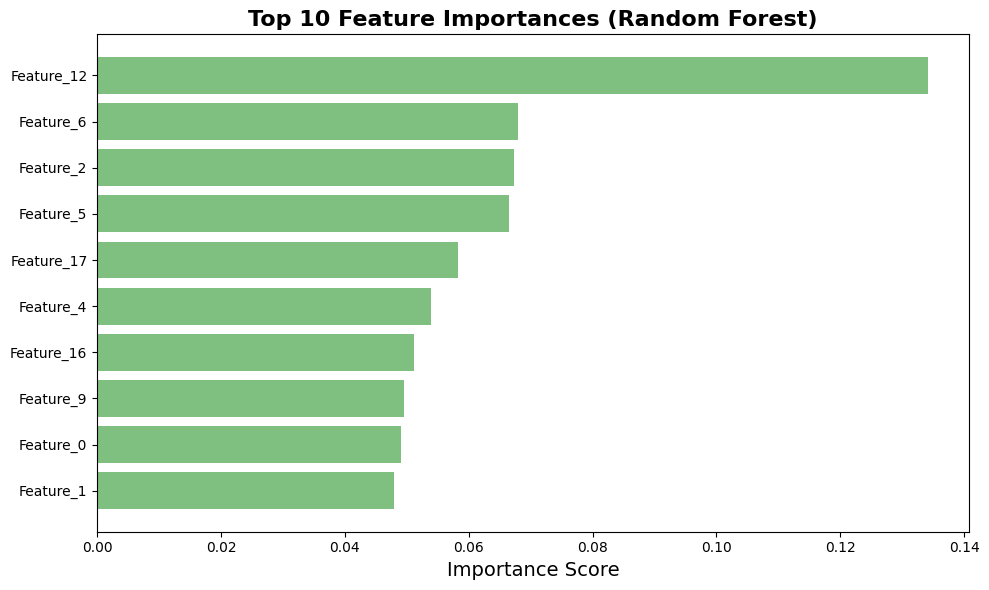 Top 10 Feature Importances (Random Forest)
Feature_12
Feature_6
Feature_2
Feature_5
Feature_17
Feature_4
Feature_16
Feature_9
Feature_0
Feature_1
0.00 0.02 0.04 0.06 0.08 0.10 0.12 0.14
Importance Score